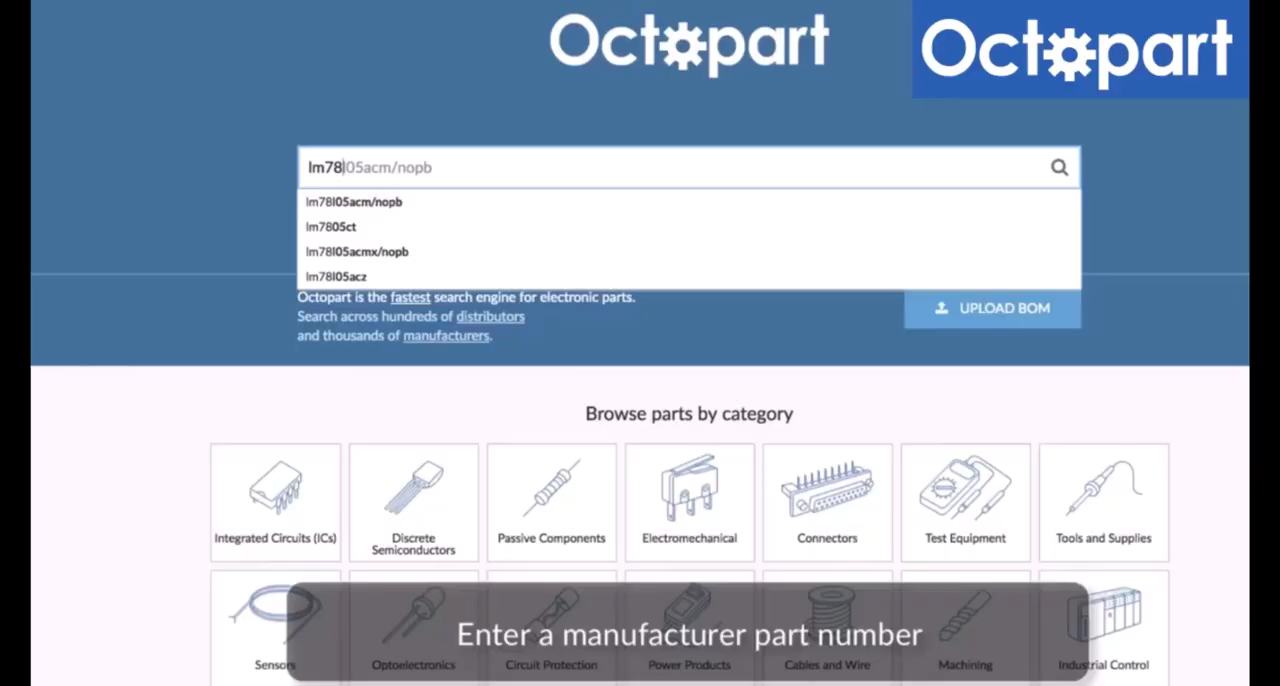 Octopart
Octopart
lm78l05acm/nopb
lm78l05acm/nopb
lm7805ct
lm78l05acmx/nopb
lm78l05acz
Octopart is the fastest search engine for electronic parts.
Search across hundreds of distributors
and thousands of manufacturers.
UPLOAD BOM
Browse parts by category
Integrated Circuits (ICs)
Discrete
Semiconductors
Passive Components
Electromechanical
Connectors
Test Equipment
Tools and Supplies
Enter a manufacturer part number
Sensors
Optoelectronics
Circuit Protection
Power Products
Cables and Wire
Machining
Industrial Control